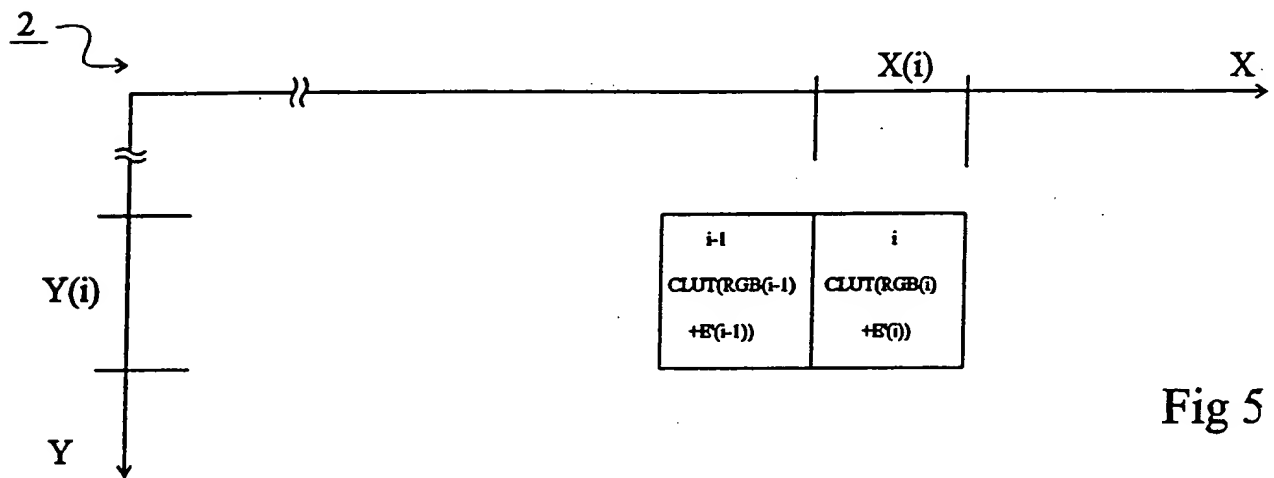 2
X(i)
X
i-1
i
CLUT(RGB(i-1)
CLUT(RGB(i)
+E'(i-1))
+E'(i))
Y(i)
Fig 5
Y